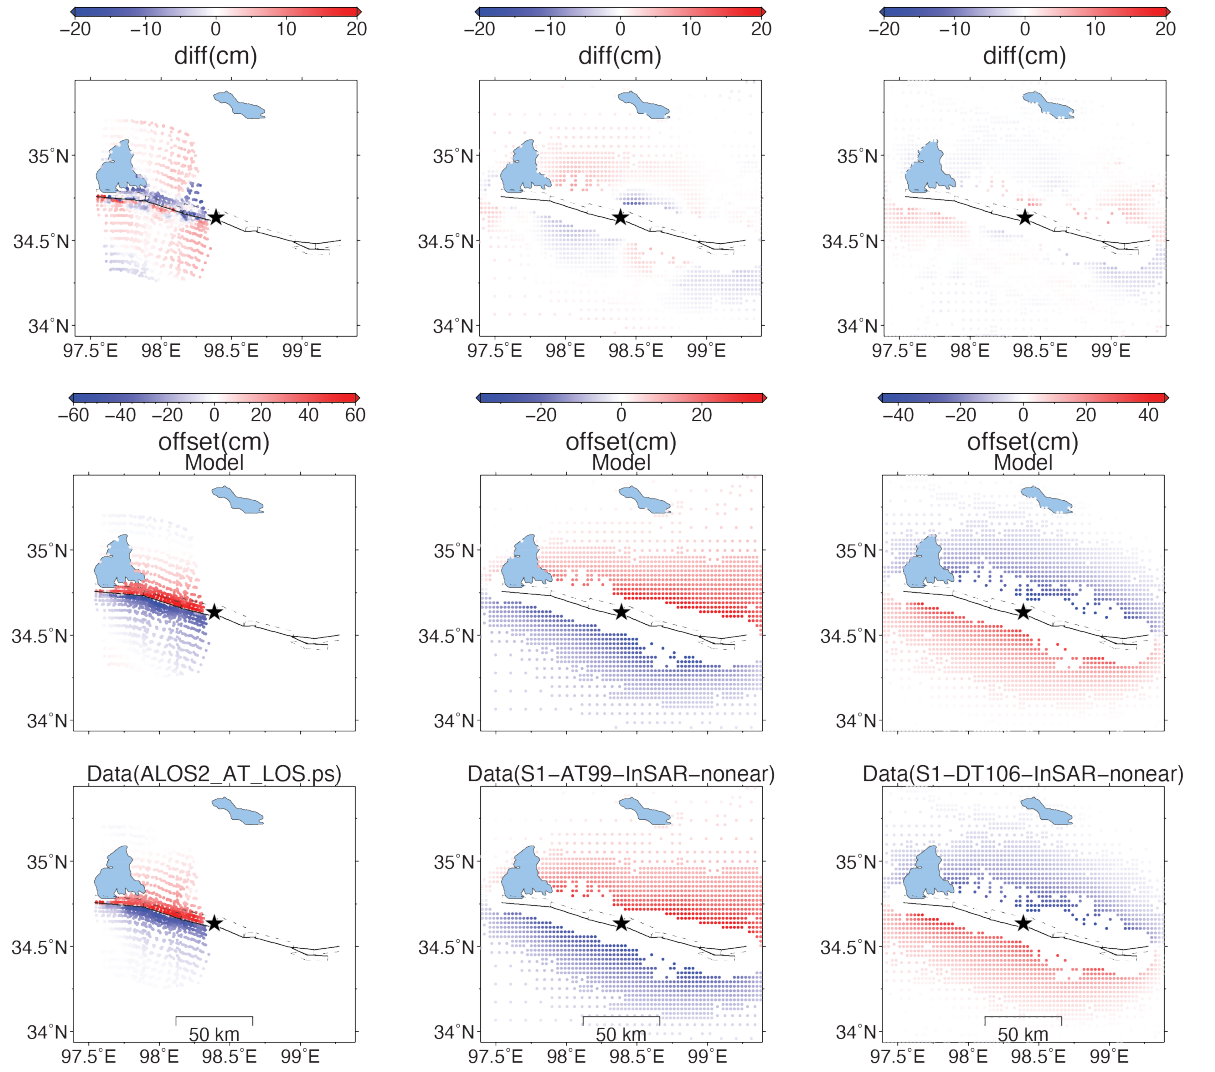 −20 −10 0 10 20
diff(cm)
−20 −10 0 10 20
diff(cm)
−20 −10 0 10 20
diff(cm)
35˚N
34.5˚N
34˚N
97.5˚E 98˚E 98.5˚E 99˚E
35˚N
34.5˚N
34˚N
97.5˚E 98˚E 98.5˚E 99˚E
35˚N
34.5˚N
34˚N
97.5˚E 98˚E 98.5˚E 99˚E
−60 −40 −20 0 20 40 60
offset(cm)
Model
−20 0 20
offset(cm)
Model
−40 −20 0 20 40
offset(cm)
Model
35˚N
34.5˚N
34˚N
35˚N
34.5˚N
34˚N
35˚N
34.5˚N
34˚N
Data(ALOS2_AT_LOS.ps)
Data(S1−AT99−InSAR−nonear)
Data(S1−DT106−InSAR−nonear)
35˚N
34.5˚N
34˚N
50 km
97.5˚E 98˚E 98.5˚E 99˚E
35˚N
34.5˚N
34˚N
50 km
97.5˚E 98˚E 98.5˚E 99˚E
35˚N
34.5˚N
34˚N
50 km
97.5˚E 98˚E 98.5˚E 99˚E